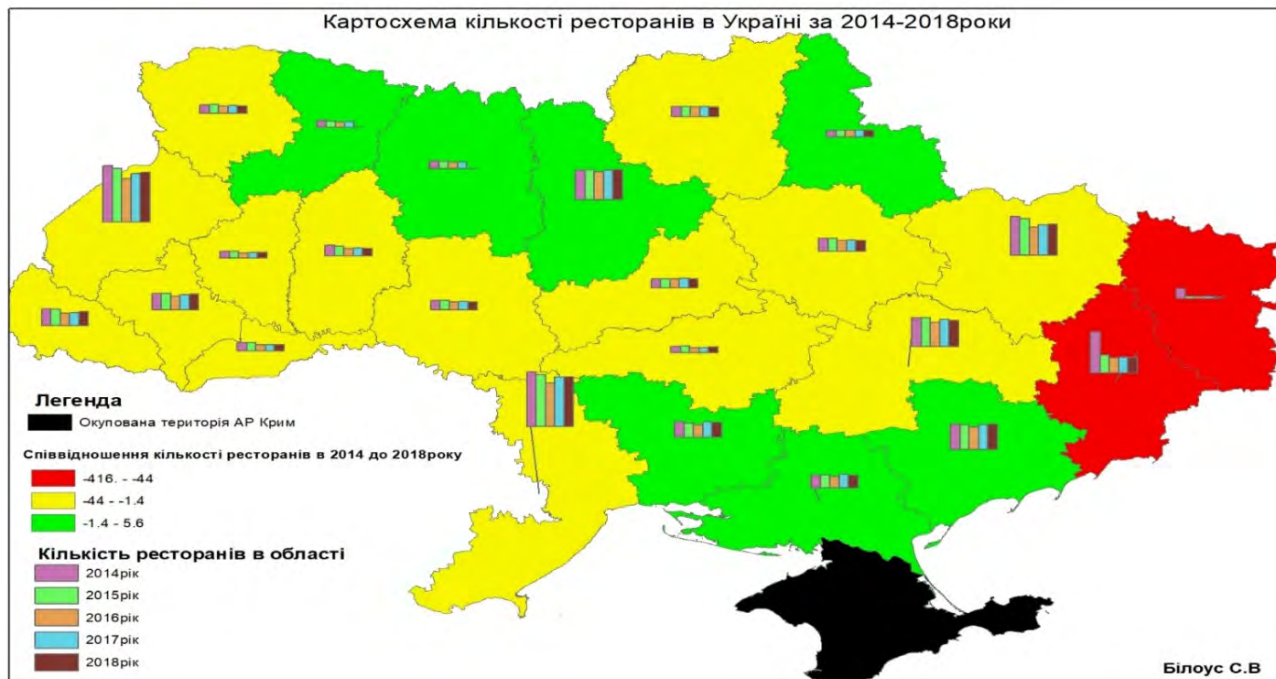 Картосхема кількості ресторанів в Україні за 2014-2018роки
Легенда
Окупована територія АР Крим
Співвідношення кількості ресторанів в 2014 до 2018року
-416. - -44
-44 - -1.4
-1.4 - 5.6
Кількість ресторанів в області
2014рік
2015рік
2016рік
2017рік
2018рік
Білоус С.В